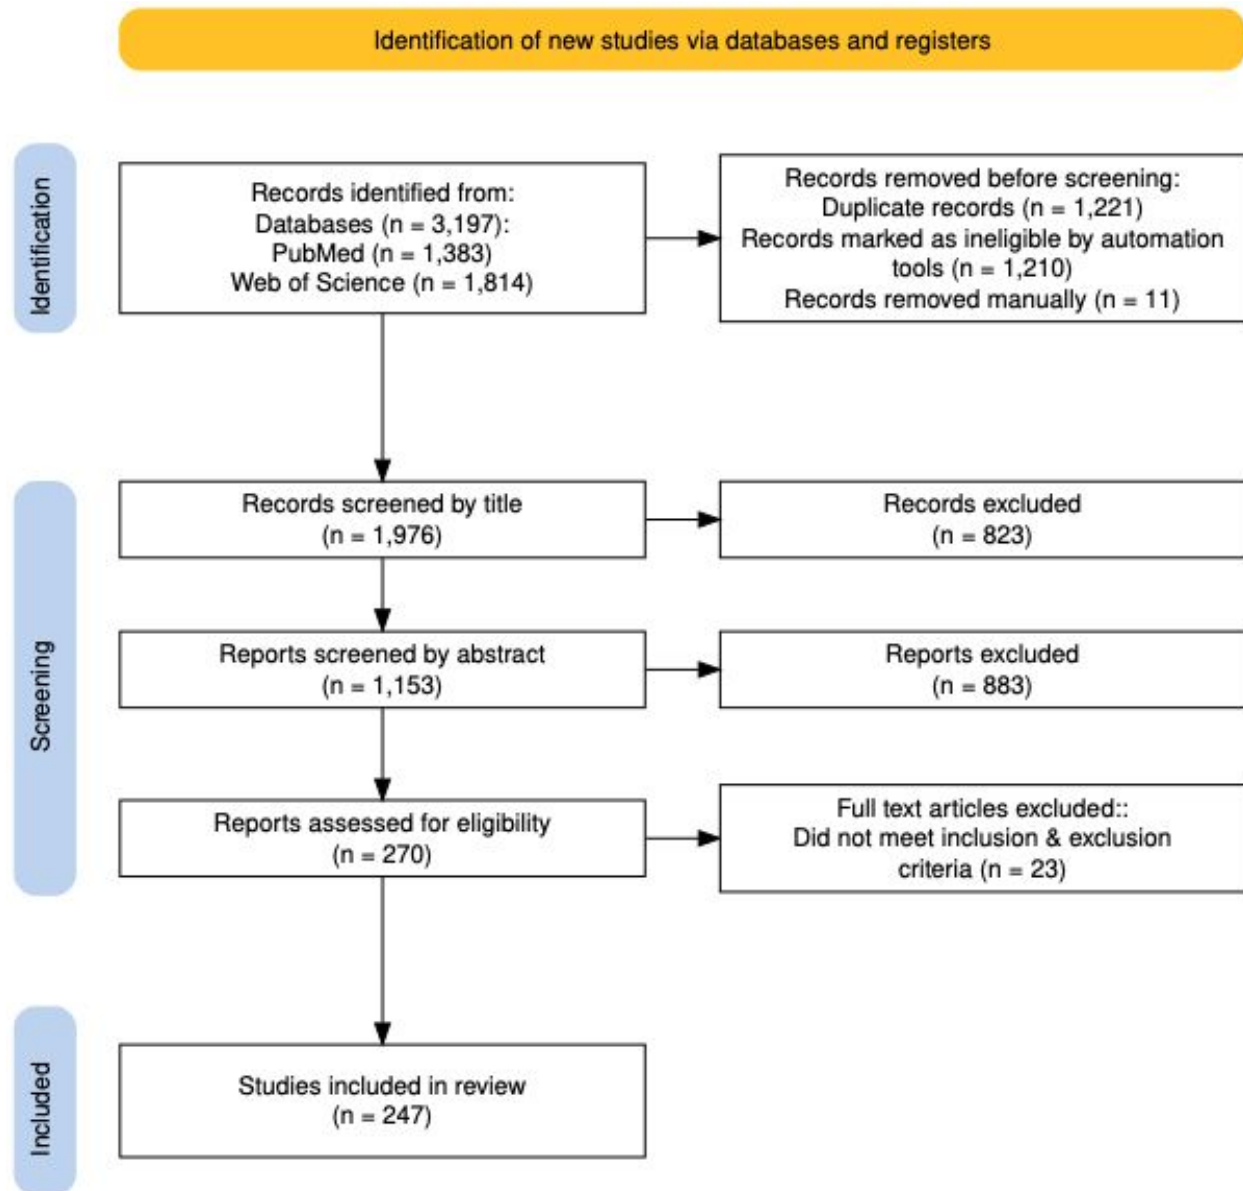 Identification of new studies via databases and registers
Identification
Records identified from:
Databases (n = 3,197):
PubMed (n = 1,383)
Web of Science (n = 1,814)
Records removed before screening:
Duplicate records (n = 1,221)
Records marked as ineligible by automation
tools (n = 1,210)
Records removed manually (n = 11)
Screening
Records screened by title
(n = 1,976)
Records excluded
(n = 823)
Reports screened by abstract
(n = 1,153)
Reports excluded
(n = 883)
Reports assessed for eligibility
(n = 270)
Full text articles excluded::
Did not meet inclusion & exclusion
criteria (n = 23)
Included
Studies included in review
(n = 247)